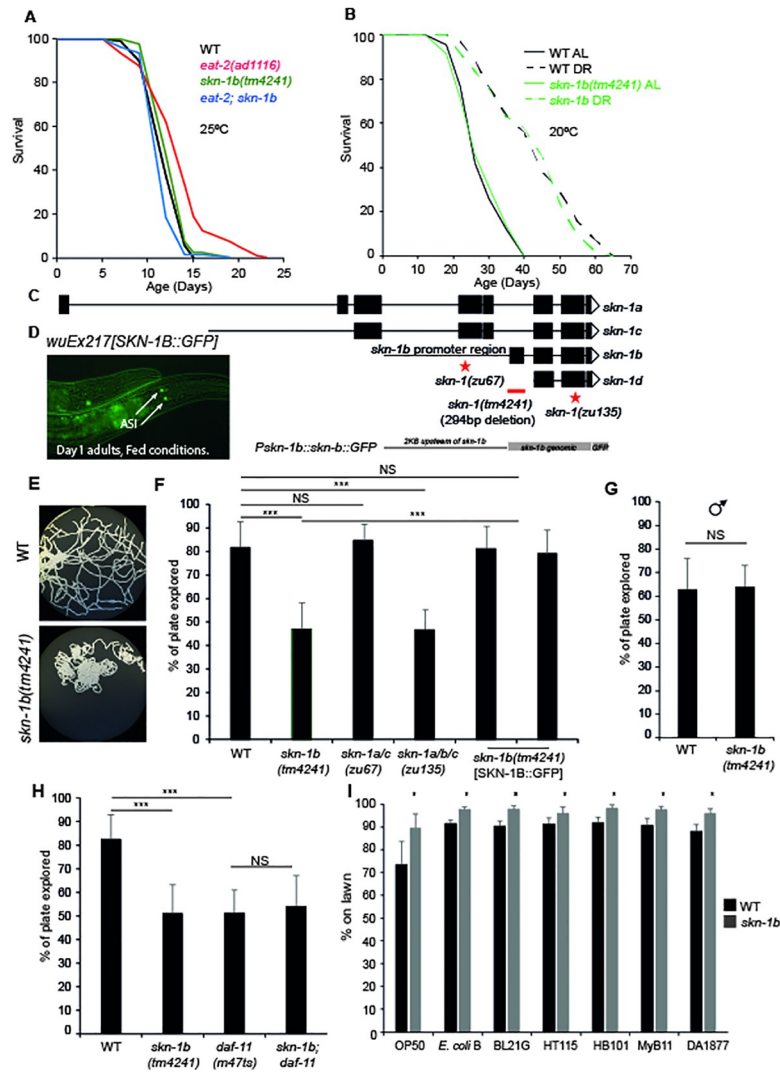 A
WT
eat-2(ad1116)
skn-1b(tm4241)
eat-2; skn-1b
25ºC
Survival
100
80
60
40
20
0
0 5 10 15 20 25
Age (Days)
B
WT AL
WT DR
skn-1b(tm4241) AL
skn-1b DR
20ºC
Survival
100
80
60
40
20
0
0 10 20 30 40 50 60 70
Age (Days)
C
skn-1a
skn-1c
skn-1b promoter region
skn-1b
skn-1(zu67)
skn-1d
skn-1(tm4241)
(294bp deletion)
skn-1(zu135)
D
wuEx217[SKN-1B::GFP]
ASI
Day 1 adults, Fed conditions.
Pskn-1b::skn-b::GFP
2KB upsteam of skn-1b
skn-1b genomic
GFP
E
WT
skn-1b(tm4241)
F
NS
***
NS
***
***
% of plate explored
100
90
80
70
60
50
40
30
20
10
0
WT
skn-1b
(tm4241)
skn-1a/c
(zu67)
skn-1a/b/c
(zu135)
skn-1b(tm4241)
[SKN-1B::GFP]
G
♂
NS
% of plate explored
100
90
80
70
60
50
40
30
20
10
0
WT
skn-1b
(tm4241)
H
***
***
NS
% of plate explored
100
90
80
70
60
50
40
30
20
10
0
WT
skn-1b
(tm4241)
daf-11
(m47ts)
skn-1b;
daf-11
I
* * * * * * *
% on lawn
100
90
80
70
60
50
40
30
20
10
0
WT
skn-1b
OP50 E. coli B BL21G HT115 HB101 MyB11 DA1877